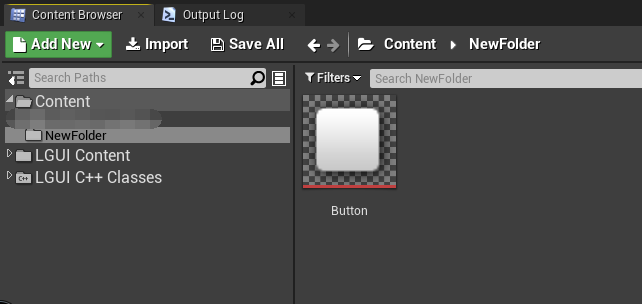 Content Browser × Output Log ×
Add New Import Save All Content NewFolder
Search Paths Filters Search NewFolder
Content
NewFolder
LGUI Content
C++ LGUI C++ Classes
Button